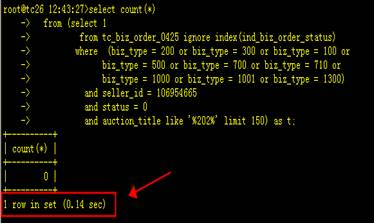 root@tc26 12:43:27>select count(*)
-> from (select 1
-> from tc_biz_order_0425 ignore index(ind_biz_order_status)
-> where (biz_type = 200 or biz_type = 300 or biz_type = 100 or
-> biz_type = 500 or biz_type = 700 or biz_type = 710 or
-> biz_type = 1000 or biz_type = 1001 or biz_type = 1300)
-> and seller_id = 106954665
-> and status = 0
-> and auction_title like '%202%' limit 150) as t;
+----------+
| count(*) |
+----------+
| 0 |
+----------+
1 row in set (0.14 sec)